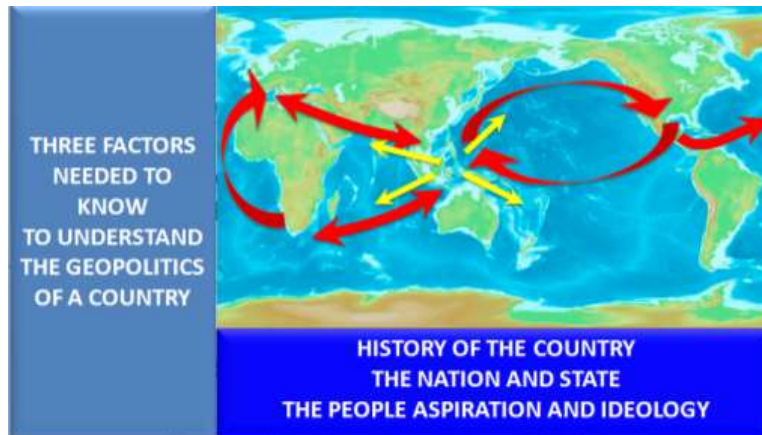 THREE FACTORS
NEEDED TO
KNOW
TO UNDERSTAND
THE GEOPOLITICS
OF A COUNTRY
HISTORY OF THE COUNTRY
THE NATION AND STATE
THE PEOPLE ASPIRATION AND IDEOLOGY